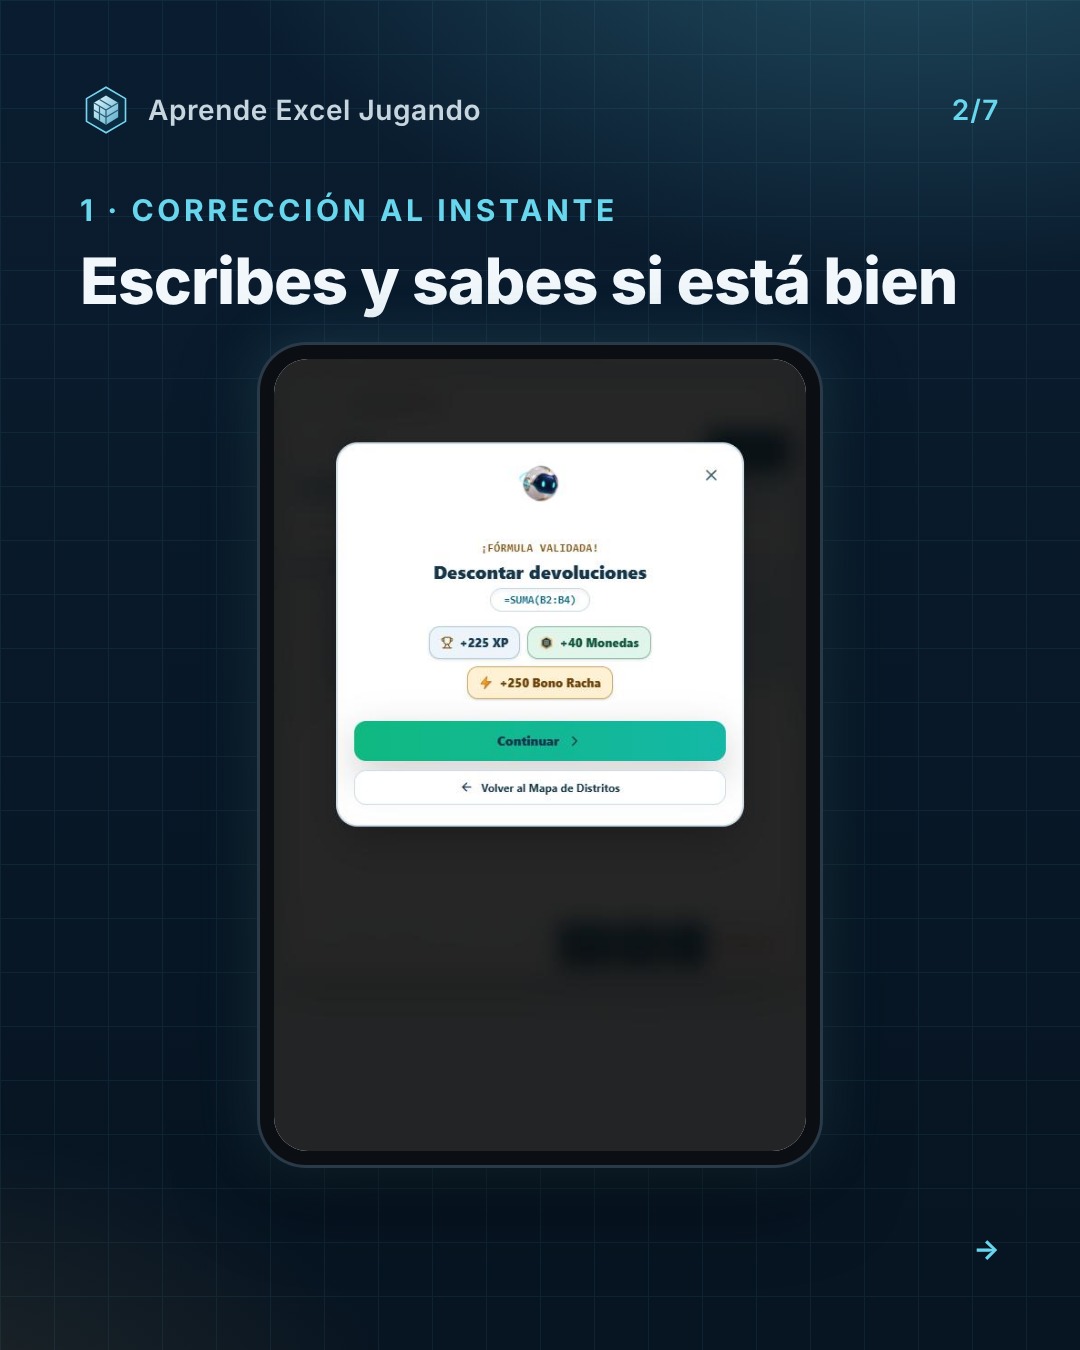 Aprende Excel Jugando
2/7
1 · CORRECCIÓN AL INSTANTE
Escribes y sabes si está bien
¡FÓRMULA VALIDADA!
Descontar devoluciones
=SUMA(B2:B4)
+225 XP
+40 Monedas
+250 Bono Racha
Continuar
Volver al Mapa de Distritos